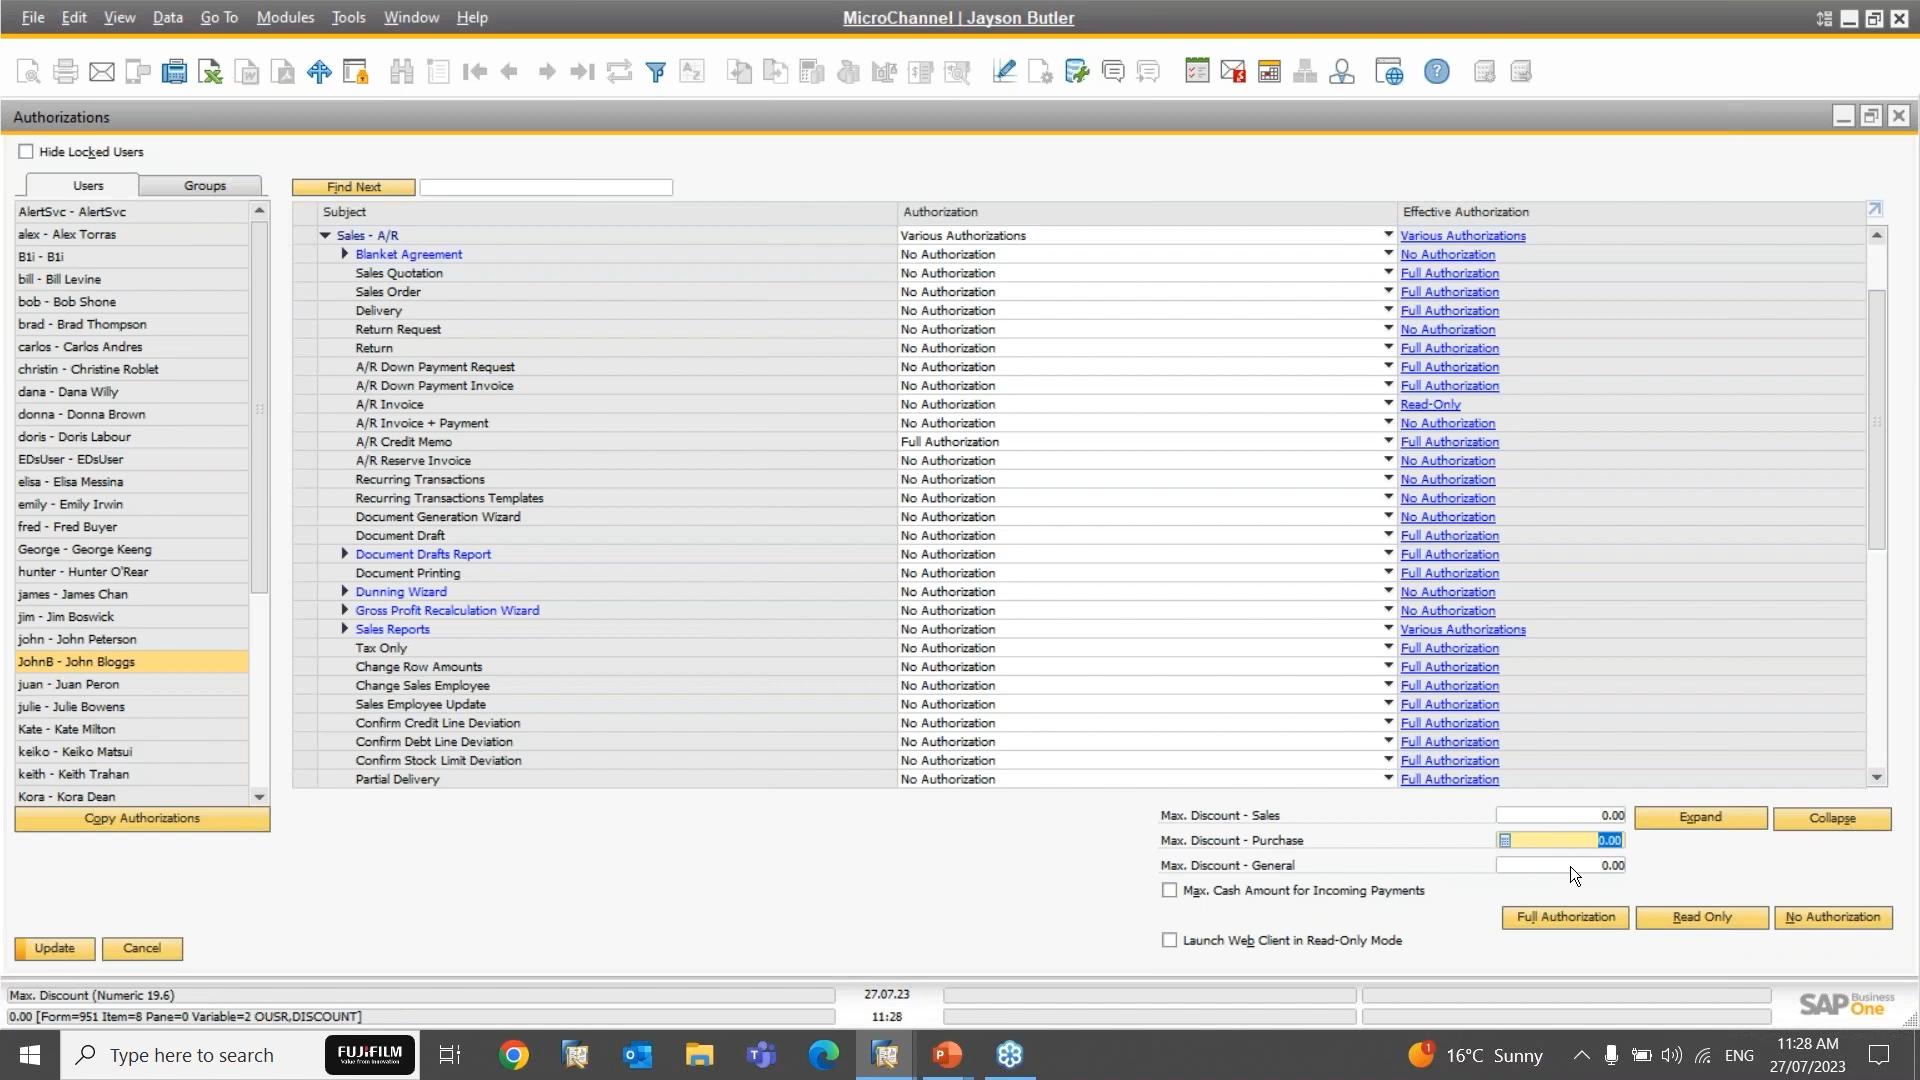 File Edit View Data Go To Modules Tools Window Help
MicroChannel | Jayson Butler
Authorizations
Hide Locked Users
Users Groups
Find Next
AlertSvc - AlertSvc
alex - Alex Torras
B1i - B1i
bill - Bill Levine
bob - Bob Shone
brad - Brad Thompson
carlos - Carlos Andres
christin - Christine Roblet
dana - Dana Willy
donna - Donna Brown
doris - Doris Labour
EDsUser - EDsUser
elisa - Elisa Messina
emily - Emily Irwin
fred - Fred Buyer
George - George Keeng
hunter - Hunter O'Rear
james - James Chan
jim - Jim Boswick
john - John Peterson
JohnB - John Bloggs
juan - Juan Peron
julie - Julie Bowens
Kate - Kate Milton
keiko - Keiko Matsui
keith - Keith Trahan
Kora - Kora Dean
Copy Authorizations
Subject Authorization Effective Authorization
Sales - A/R Various Authorizations Various Authorizations
Blanket Agreement No Authorization No Authorization
Sales Quotation No Authorization Full Authorization
Sales Order No Authorization Full Authorization
Delivery No Authorization Full Authorization
Return Request No Authorization No Authorization
Return No Authorization Full Authorization
A/R Down Payment Request No Authorization Full Authorization
A/R Down Payment Invoice No Authorization Full Authorization
A/R Invoice No Authorization Read-Only
A/R Invoice + Payment No Authorization No Authorization
A/R Credit Memo Full Authorization Full Authorization
A/R Reserve Invoice No Authorization No Authorization
Recurring Transactions No Authorization No Authorization
Recurring Transactions Templates No Authorization No Authorization
Document Generation Wizard No Authorization No Authorization
Document Draft No Authorization Full Authorization
Document Drafts Report No Authorization Full Authorization
Document Printing No Authorization Full Authorization
Dunning Wizard No Authorization No Authorization
Gross Profit Recalculation Wizard No Authorization No Authorization
Sales Reports No Authorization Various Authorizations
Tax Only No Authorization Full Authorization
Change Row Amounts No Authorization Full Authorization
Change Sales Employee No Authorization Full Authorization
Sales Employee Update No Authorization Full Authorization
Confirm Credit Line Deviation No Authorization Full Authorization
Confirm Debt Line Deviation No Authorization Full Authorization
Confirm Stock Limit Deviation No Authorization Full Authorization
Partial Delivery No Authorization Full Authorization
Max. Discount - Sales 0.00 Expand Collapse
Max. Discount - Purchase 0.00
Max. Discount - General 0.00
Max. Cash Amount for Incoming Payments
Full Authorization Read Only No Authorization
Launch Web Client in Read-Only Mode
Update Cancel
Max. Discount (Numeric 19.6) 27.07.23
0.00 [Form=951 Item=8 Pane=0 Variable=2 OUSR,DISCOUNT] 11:28
SAP Business One
Type here to search
FUJIFILM
Value from Innovation
1
16°C Sunny
ENG
11:28 AM
27/07/2023